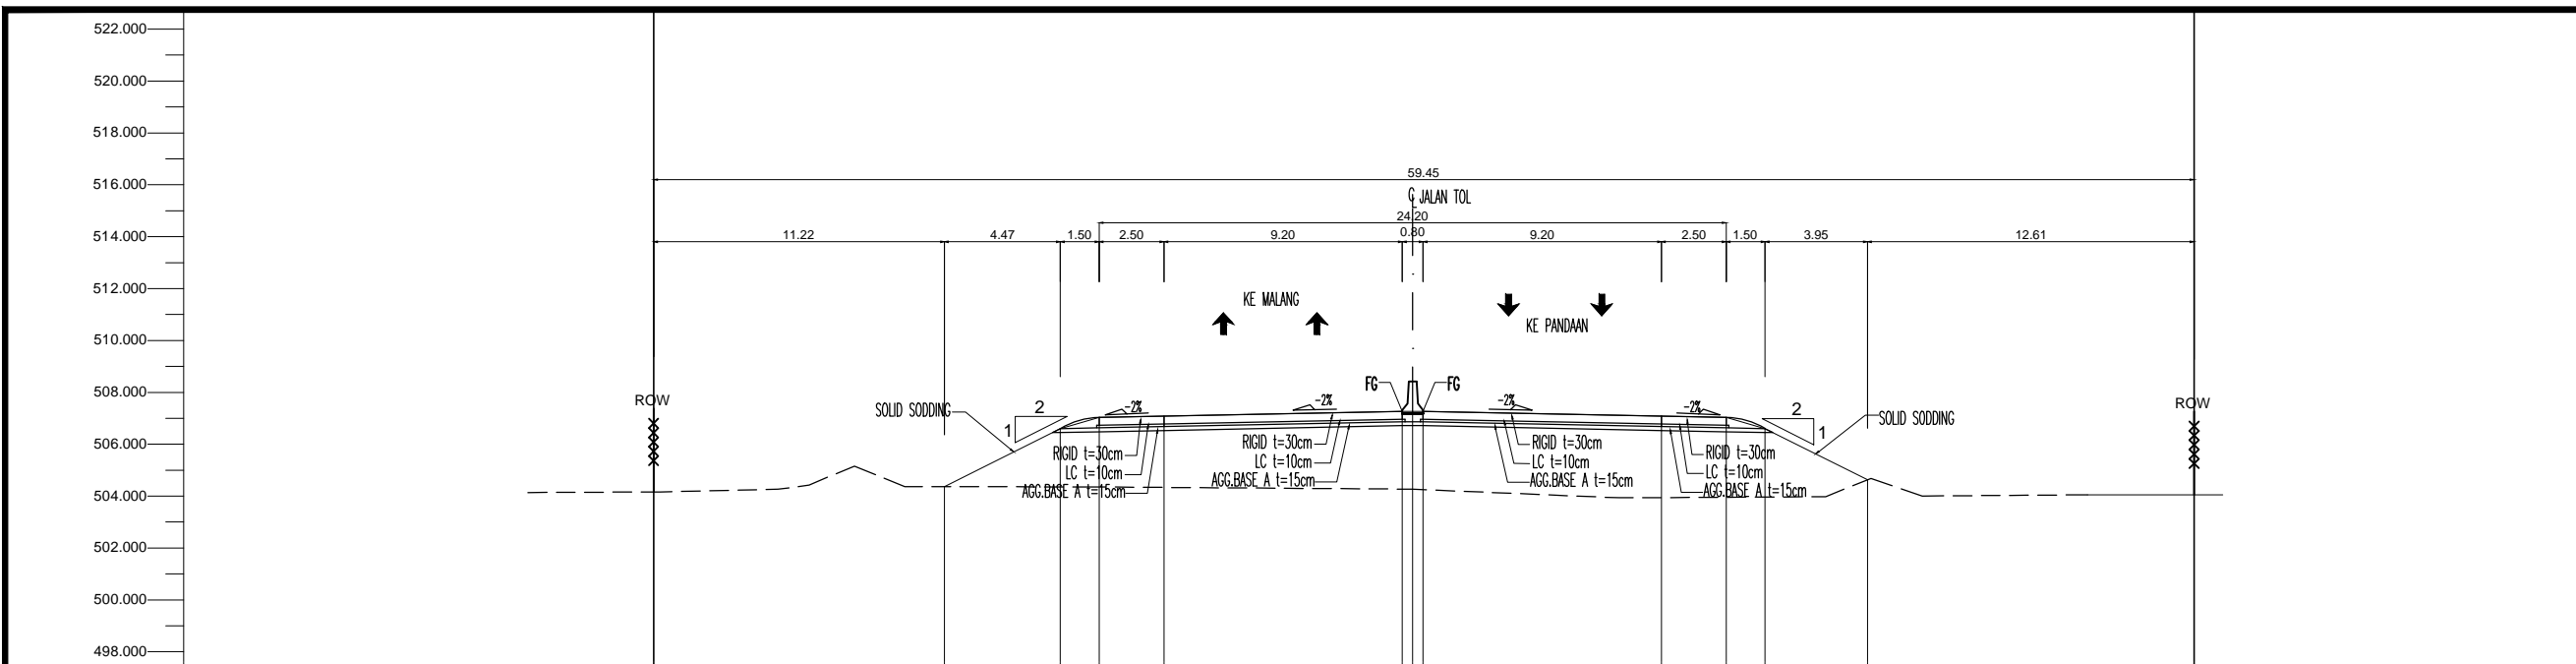 522.000
520.000
518.000
516.000
514.000
512.000
510.000
508.000
506.000
504.000
502.000
500.000
498.000
59.45
CL JALAN TOL
24.20
11.22 4.47 1.50 2.50 9.20 0.80 9.20 2.50 1.50 3.95 12.61
KE MALANG
KE PANDAAN
FG FG
ROW
ROW
-2% -2% -2% -2%
2
1
2
1
SOLID SODDING
SOLID SODDING
RIGID t=30cm
LC t=10cm
AGG.BASE A t=15cm
RIGID t=30cm
LC t=10cm
AGG.BASE A t=15cm
RIGID t=30cm
LC t=10cm
AGG.BASE A t=15cm
RIGID t=30cm
LC t=10cm
AGG.BASE A t=15cm